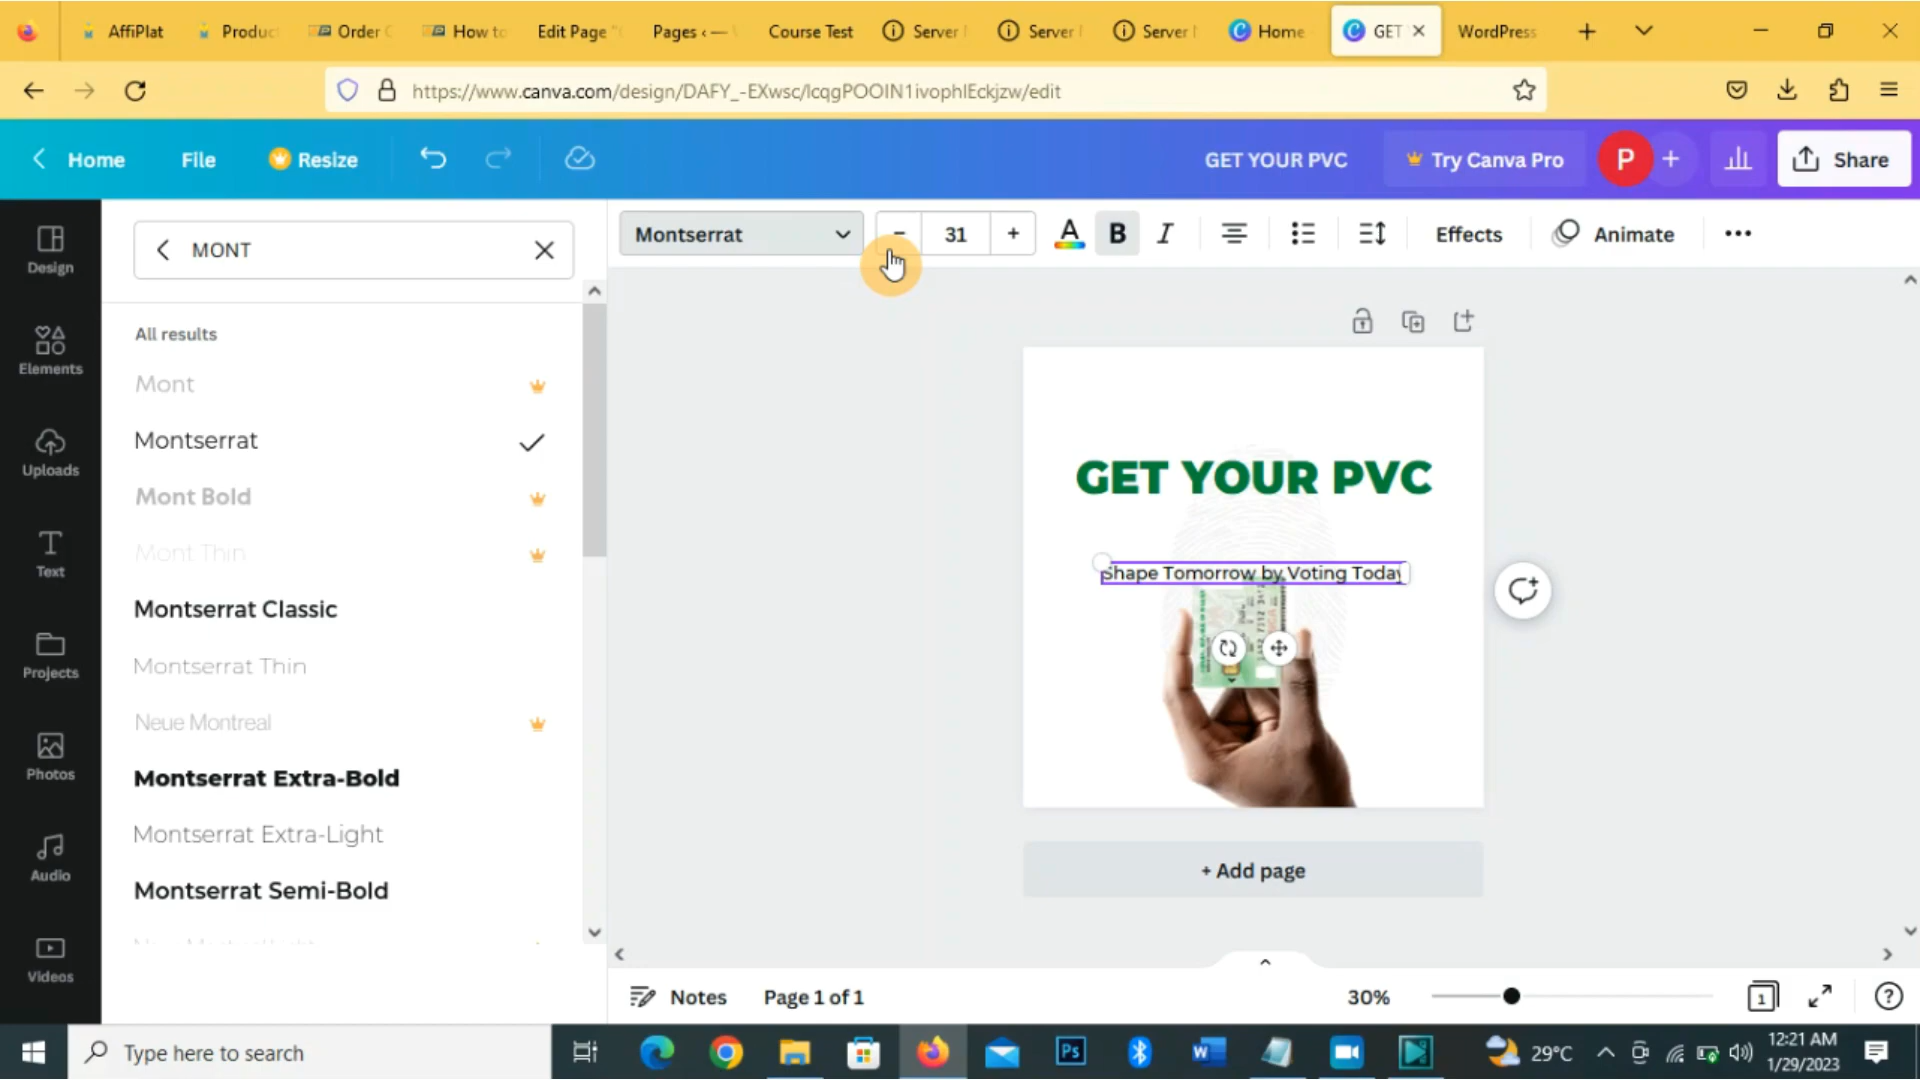 AffiPlat
Produc
Order
How to
Edit Page
Pages ‹ —
Course Test
Server
Server
Server
Home
GET
WordPress
https://www.canva.com/design/DAFY_-EXwsc/IcqgPOOIN1ivophlEckjzw/edit
Home
File
Resize
GET YOUR PVC
Try Canva Pro
P
+
Share
Design
Elements
Uploads
Text
Projects
Photos
Audio
Videos
MONT
All results
Mont
Montserrat
Mont Bold
Mont Thin
Montserrat Classic
Montserrat Thin
Neue Montreal
Montserrat Extra-Bold
Montserrat Extra-Light
Montserrat Semi-Bold
Montserrat
– 31 +
A
B
I
Effects
Animate
GET YOUR PVC
Shape Tomorrow by Voting Today
+ Add page
Notes
Page 1 of 1
30%
1
?
Type here to search
Ps
29°C
12:21 AM
1/29/2023